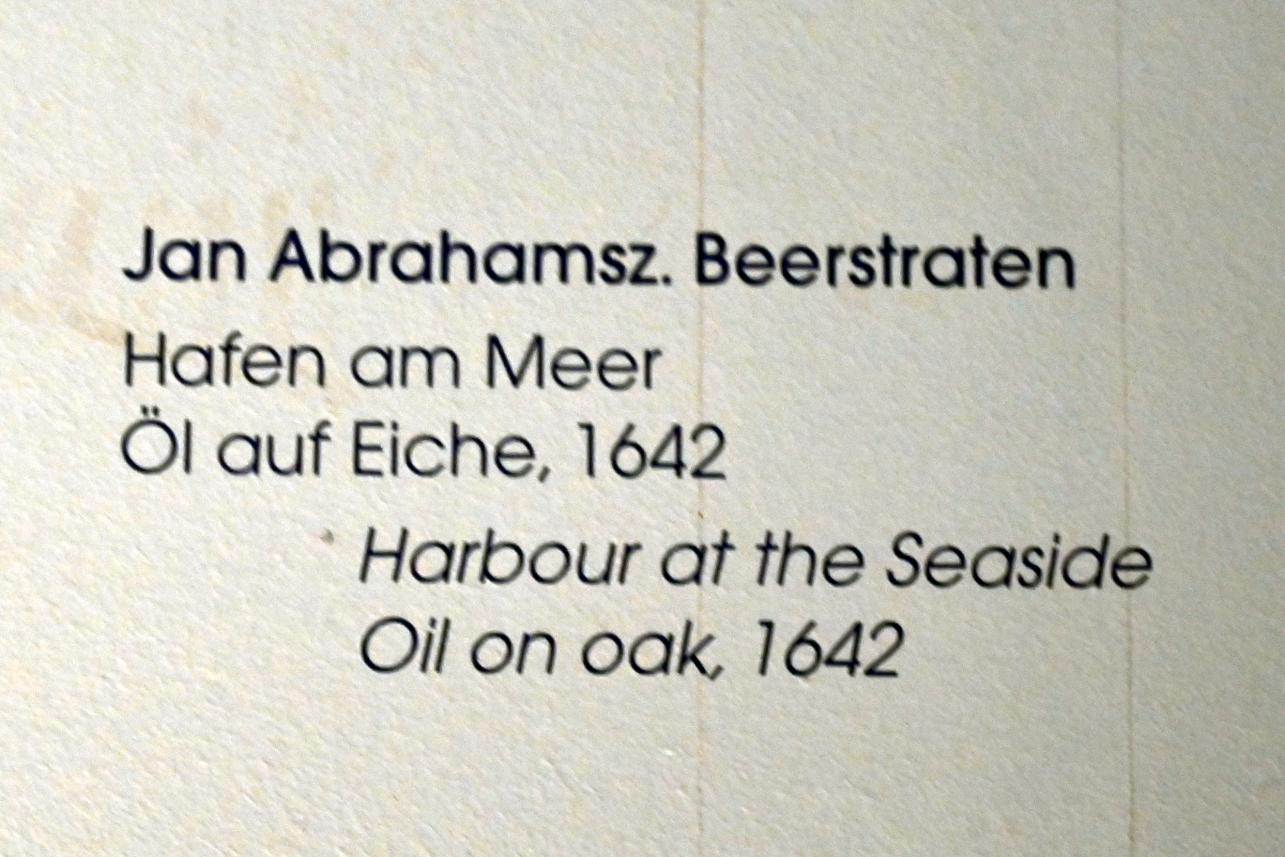 Jan Abrahamsz. Beerstraten
Hafen am Meer
Öl auf Eiche, 1642
Harbour at the Seaside
Oil on oak, 1642